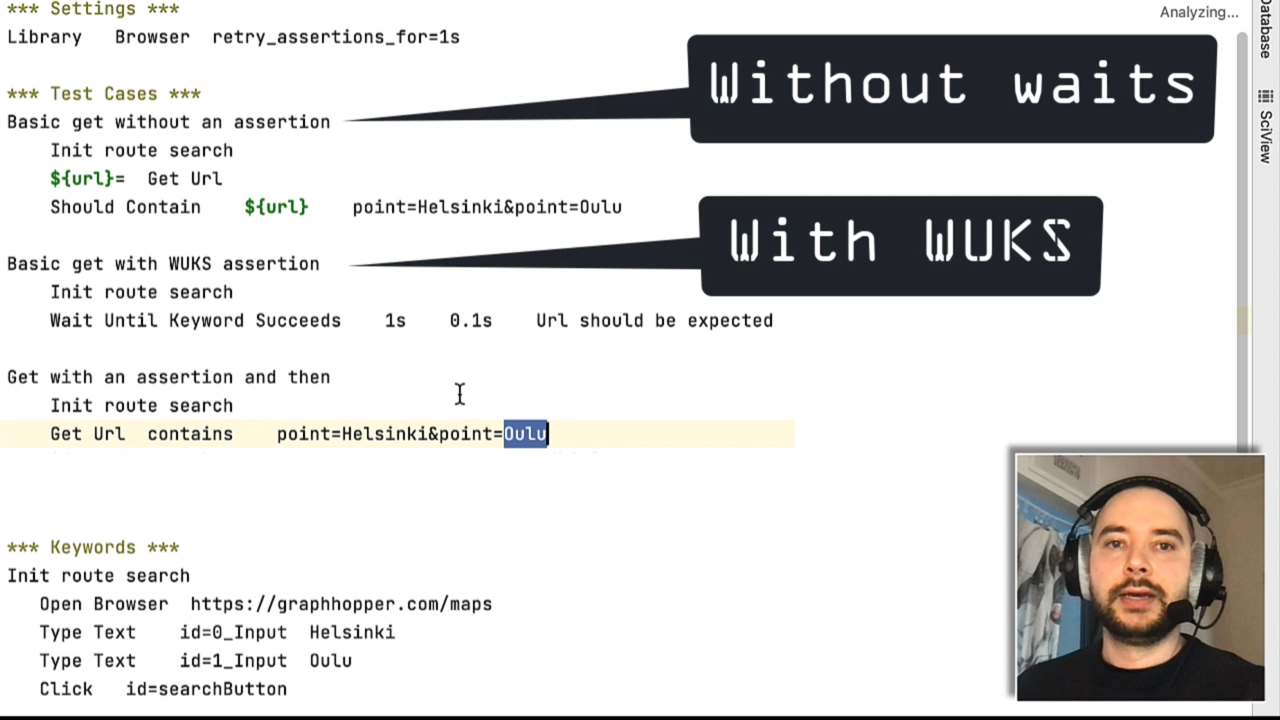 *** Settings ***
Analyzing...
Library Browser retry_assertions_for=1s
Database
Without waits
*** Test Cases ***
SciView
Basic get without an assertion
Init route search
${url}= Get Url
Should Contain ${url} point=Helsinki&point=Oulu
With WUKS
Basic get with WUKS assertion
Init route search
Wait Until Keyword Succeeds 1s 0.1s Url should be expected
Get with an assertion and then
Init route search
Get Url contains point=Helsinki&point=Oulu
*** Keywords ***
Init route search
Open Browser https://graphhopper.com/maps
Type Text id=0_Input Helsinki
Type Text id=1_Input Oulu
Click id=searchButton